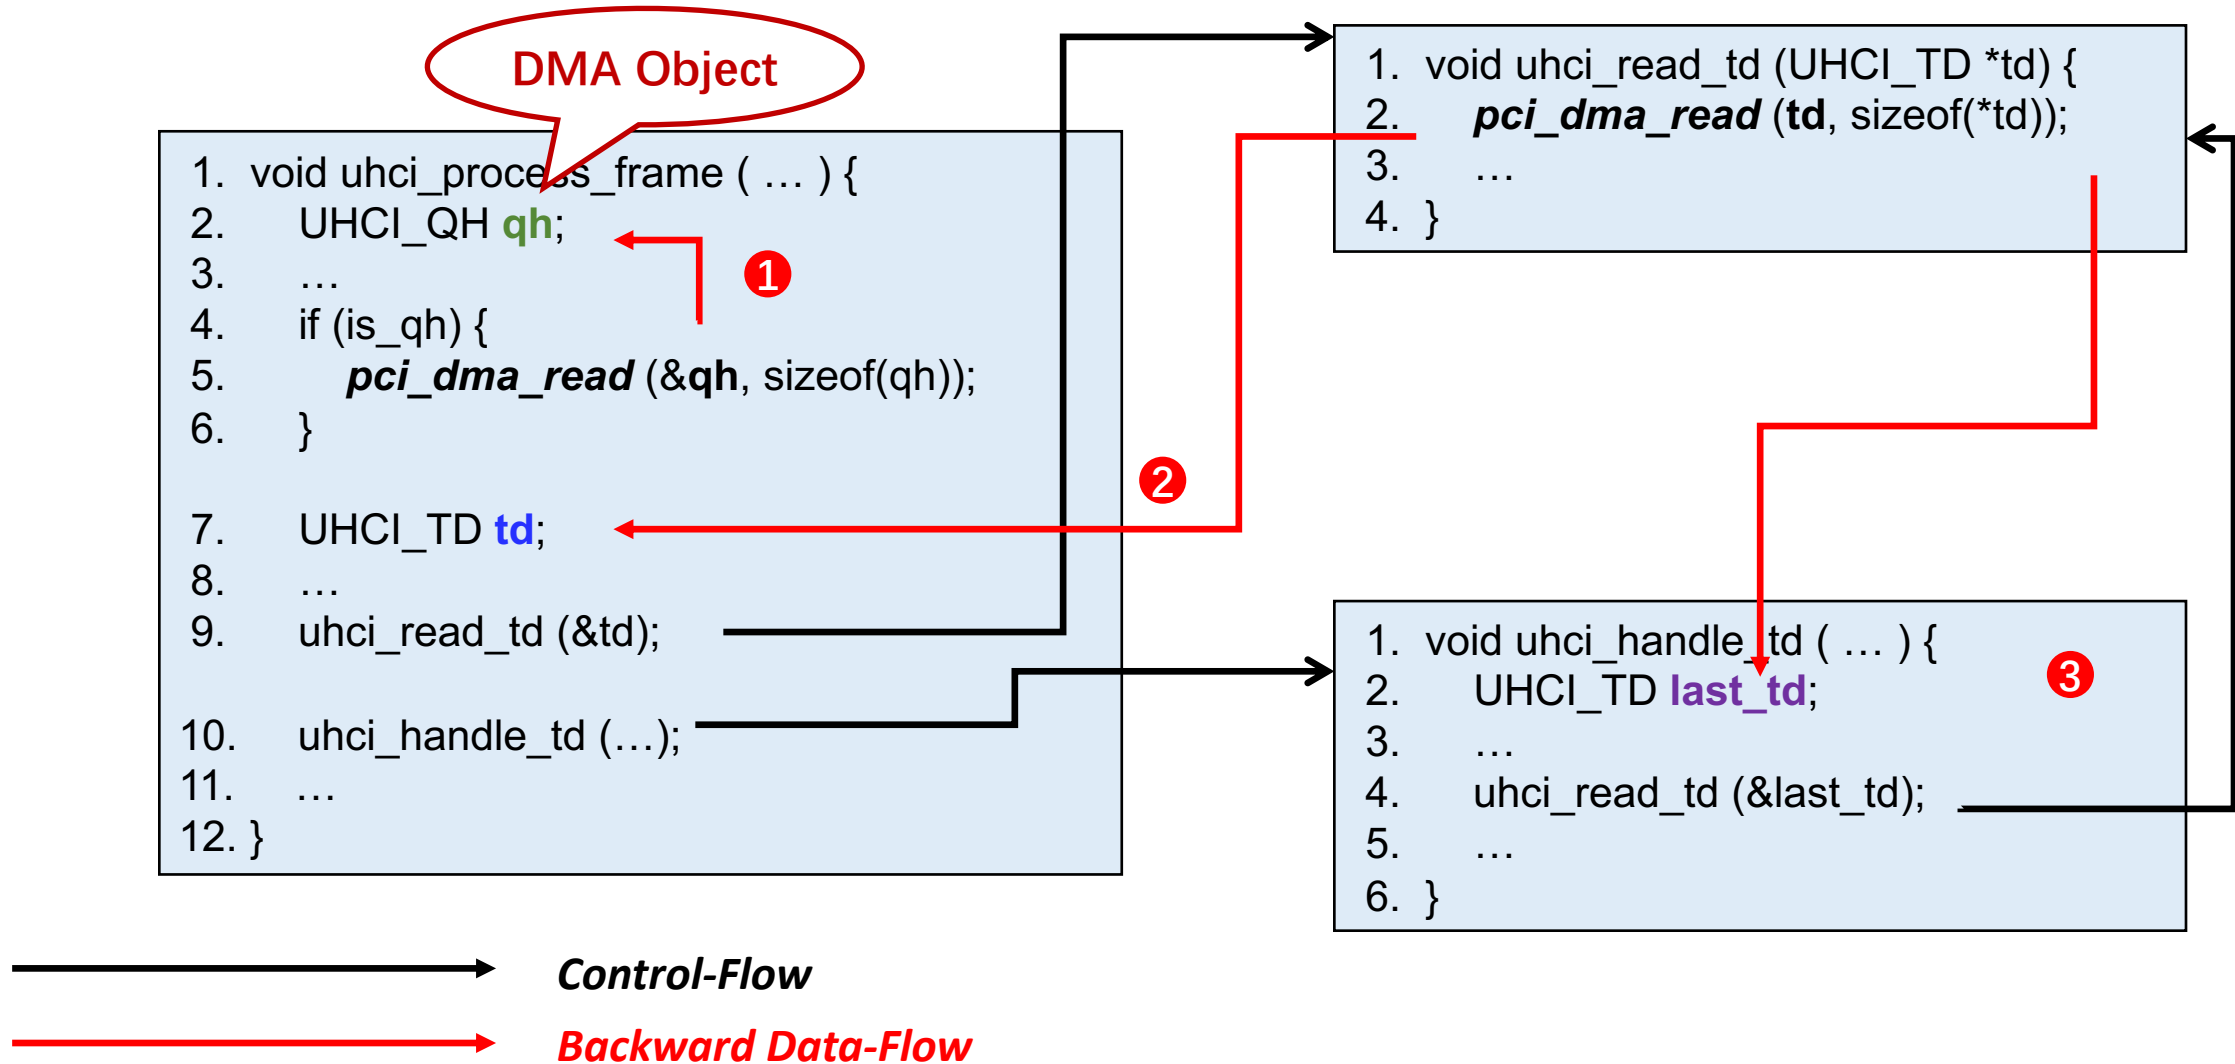 DMA Object
1. void uhci_process_frame ( … ) {
2. UHCI_QH qh;
3. …
4. if (is_qh) {
5. pci_dma_read (&qh, sizeof(qh));
6. }
7. UHCI_TD td;
8. …
9. uhci_read_td (&td);
10. uhci_handle_td (…);
11. …
12. }
1
2
1. void uhci_read_td (UHCI_TD *td) {
2. pci_dma_read (td, sizeof(*td));
3. …
4. }
1. void uhci_handle_td ( … ) {
2. UHCI_TD last_td;
3. …
4. uhci_read_td (&last_td);
5. …
6. }
3
Control-Flow
Backward Data-Flow